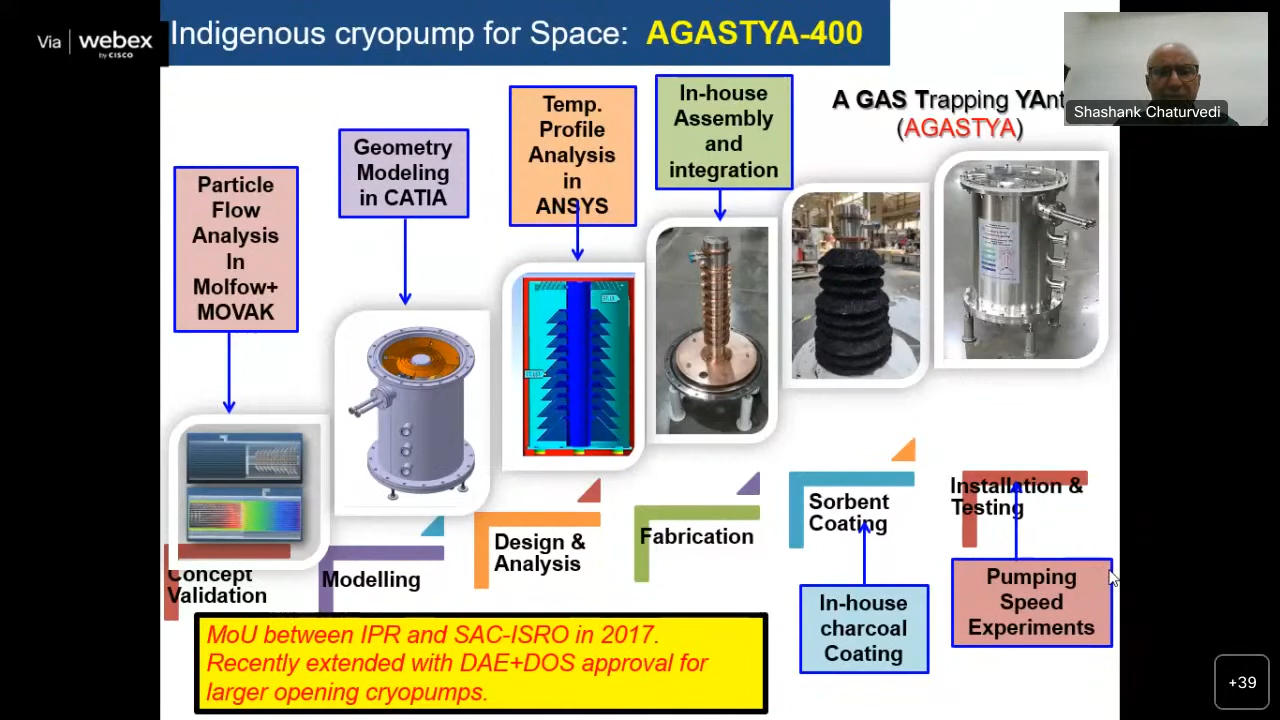 Via webex
by CISCO
Indigenous cryopump for Space: AGASTYA-400
Shashank Chaturvedi
A GAS Trapping YAnt
(AGASTYA)
Particle
Flow
Analysis
In
Molfow+
MOVAK
Geometry
Modeling
in CATIA
Temp.
Profile
Analysis
in
ANSYS
In-house
Assembly
and
integration
Concept
Validation
Modelling
Design &
Analysis
Fabrication
Sorbent
Coating
Installation &
Testing
In-house
charcoal
Coating
Pumping
Speed
Experiments
MoU between IPR and SAC-ISRO in 2017.
Recently extended with DAE+DOS approval for
larger opening cryopumps.
+39